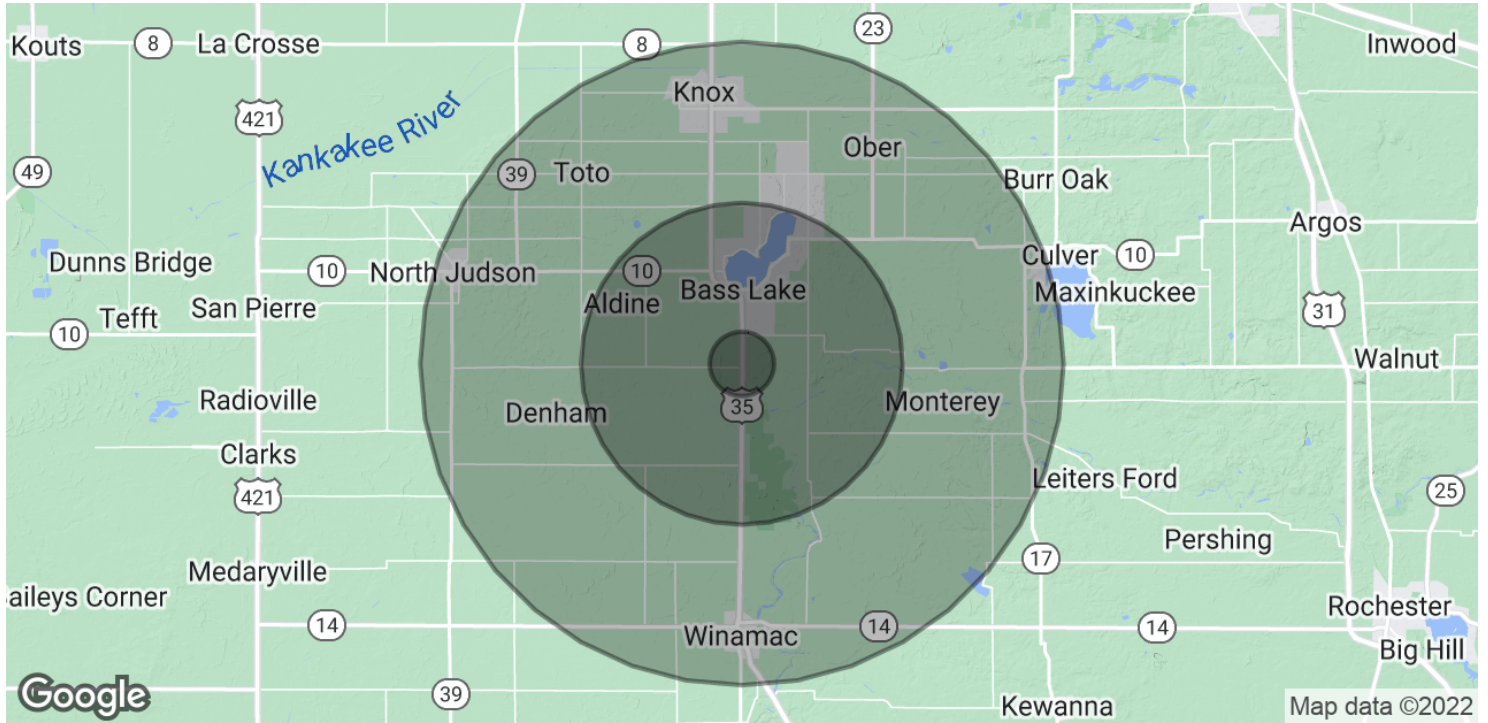 Kouts
8
La Crosse
8
23
Inwood
421
Knox
Kankakee River
49
39
Toto
Ober
Burr Oak
Argos
Dunns Bridge
10
North Judson
10
Culver
10
Aldine
Bass Lake
Maxinkuckee
San Pierre
Tefft
10
31
Walnut
Radioville
Denham
35
Monterey
Clarks
421
Leiters Ford
25
Pershing
17
Medaryville
Baileys Corner
14
Winamac
14
14
Rochester
Big Hill
39
Kewanna
Google
Map data ©2022